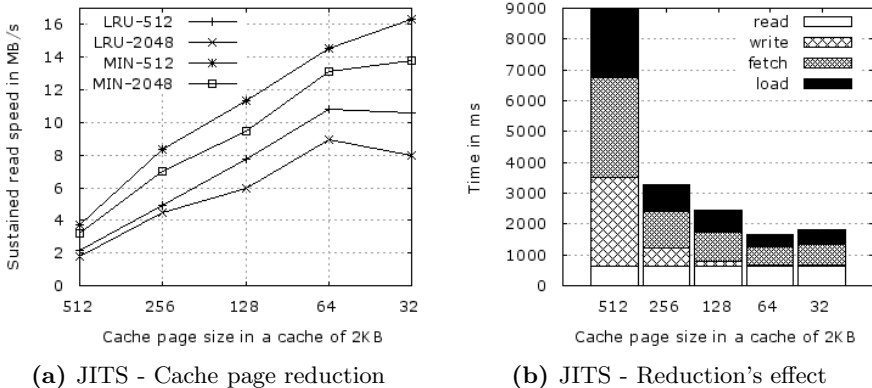 Sustained read speed in MB/s
16
14
12
10
8
6
4
2
0
LRU-512
LRU-2048
MIN-512
MIN-2048
512 256 128 64 32
Cache page size in a cache of 2KB
(a) JITS - Cache page reduction
Time in ms
9000
8000
7000
6000
5000
4000
3000
2000
1000
0
read
write
fetch
load
512 256 128 64 32
Cache page size in a cache of 2KB
(b) JITS - Reduction's effect